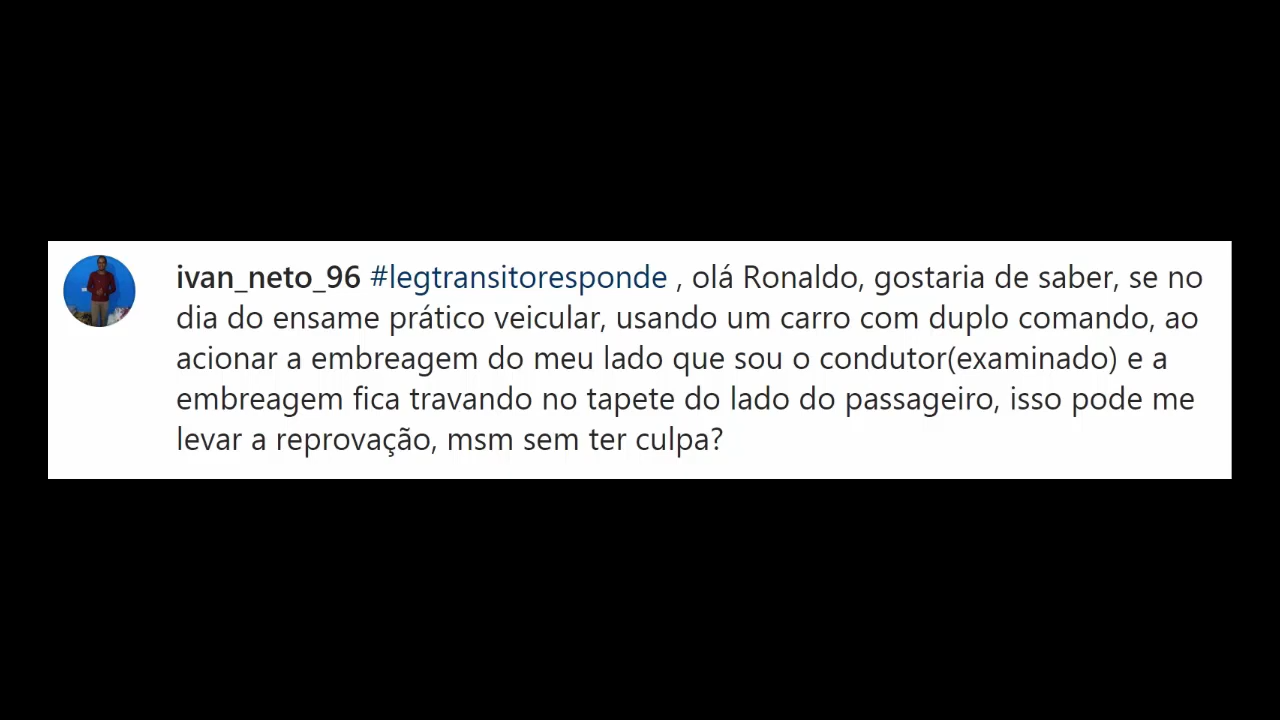 ivan_neto_96 #legtransitoresponde , olá Ronaldo, gostaria de saber, se no
dia do ensame prático veicular, usando um carro com duplo comando, ao
acionar a embreagem do meu lado que sou o condutor(examinado) e a
embreagem fica travando no tapete do lado do passageiro, isso pode me
levar a reprovação, msm sem ter culpa?